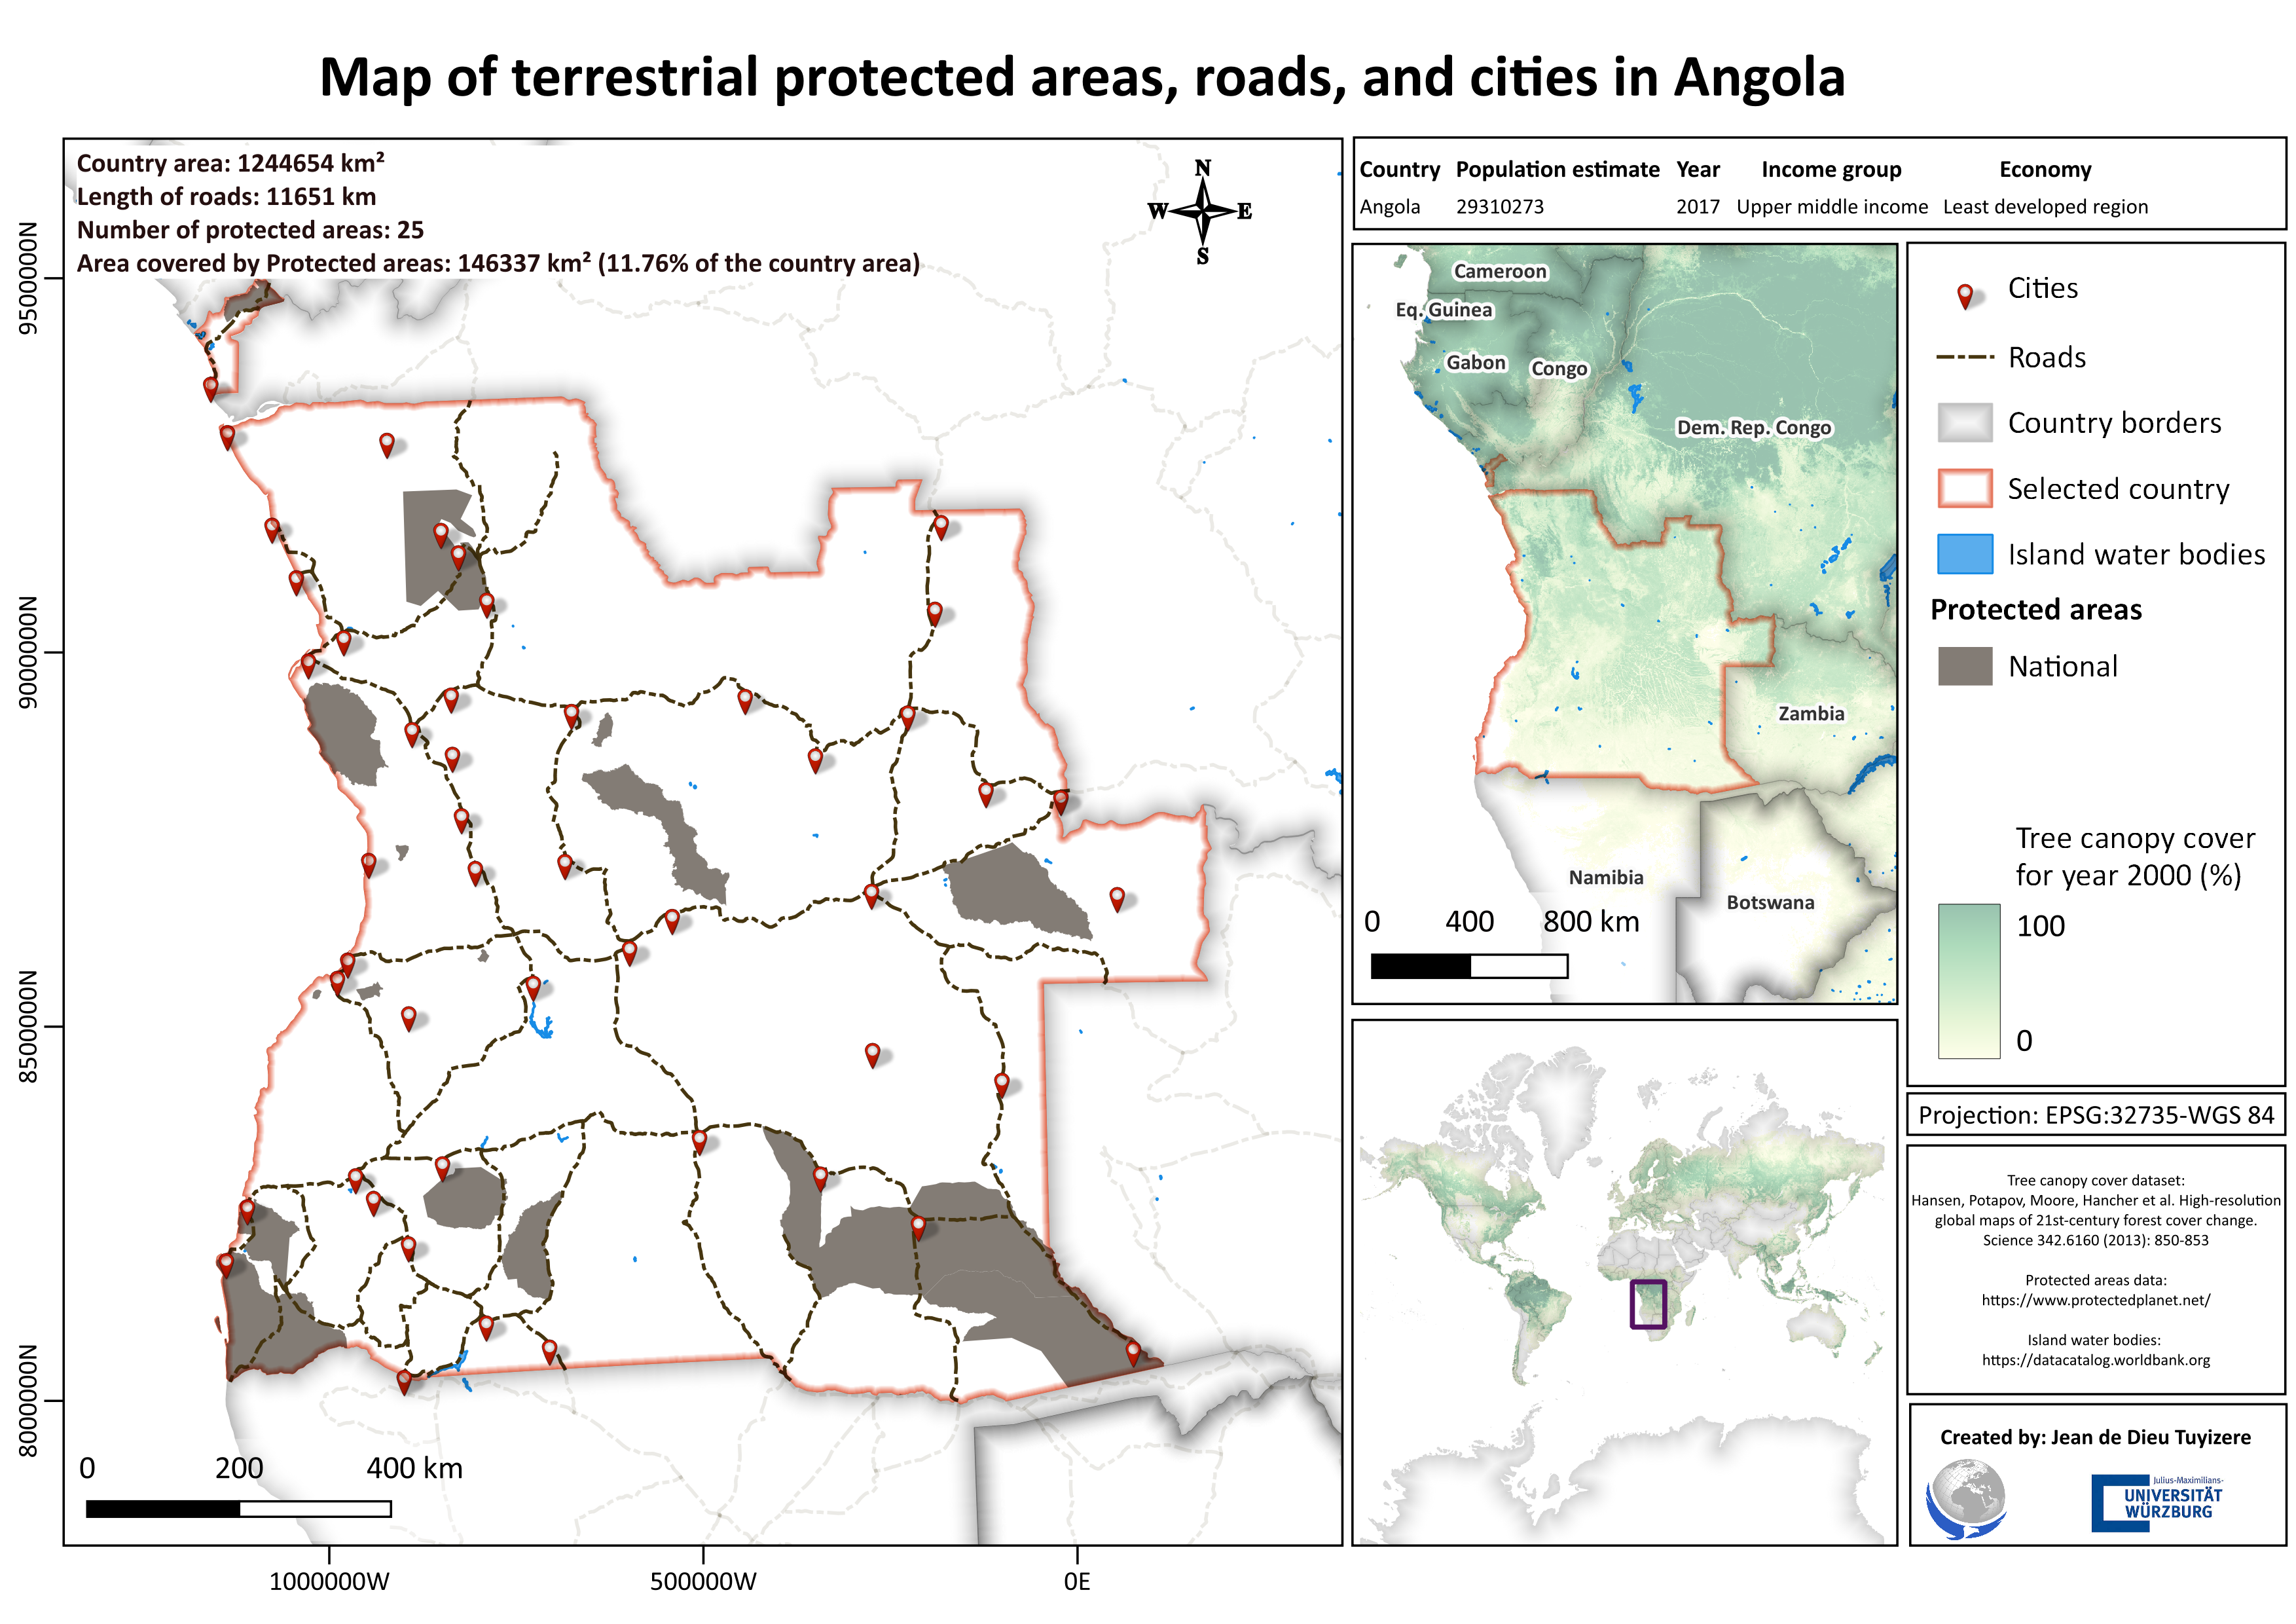 Map of terrestrial protected areas, roads, and cities in Angola
Country area: 1244654 km²
Length of roads: 11651 km
Number of protected areas: 25
Area covered by Protected areas: 146337 km² (11.76% of the country area)
N
W E
S
9500000N
9000000N
8500000N
8000000N
0 200 400 km
1000000W 500000W 0E
Country Population estimate Year Income group Economy
Angola 29310273 2017 Upper middle income Least developed region
Cameroon
Eq. Guinea
Gabon
Congo
Dem. Rep. Congo
Zambia
Namibia
Botswana
0 400 800 km
Cities
Roads
Country borders
Selected country
Island water bodies
Protected areas
National
Tree canopy cover
for year 2000 (%)
100
0
Projection: EPSG:32735-WGS 84
Tree canopy cover dataset:
Hansen, Potapov, Moore, Hancher et al. High-resolution
global maps of 21st-century forest cover change.
Science 342.6160 (2013): 850-853
Protected areas data:
https://www.protectedplanet.net/
Island water bodies:
https://datacatalog.worldbank.org
Created by: Jean de Dieu Tuyizere
Julius-Maximilians-
UNIVERSITÄT
WÜRZBURG